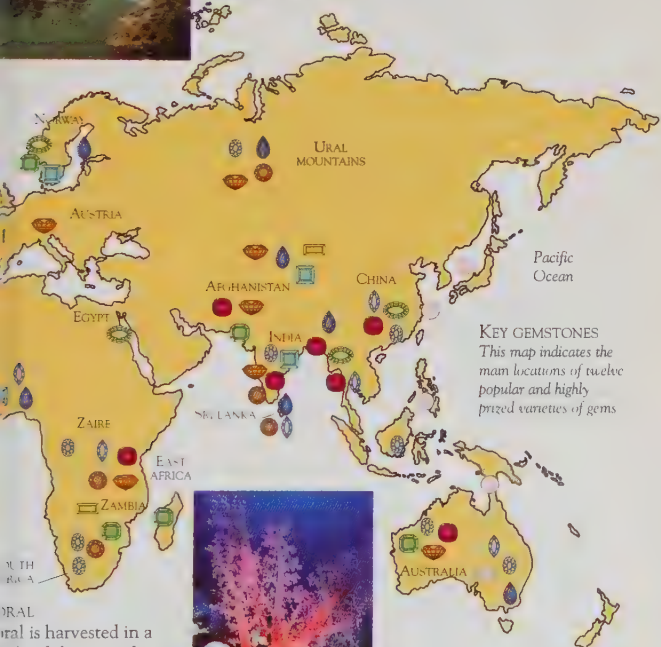 NORWAY
URAL
MOUNTAINS
AUSTRIA
Pacific
Ocean
AFGHANISTAN
CHINA
EGYPT
INDIA
KEY GEMSTONES
This map indicates the
main locations of twelve
popular and highly
prized varieties of gems
SRI LANKA
ZAIRE
EAST
AFRICA
ZAMBIA
AUSTRALIA
UTH
ORAL
oral is harvested in a